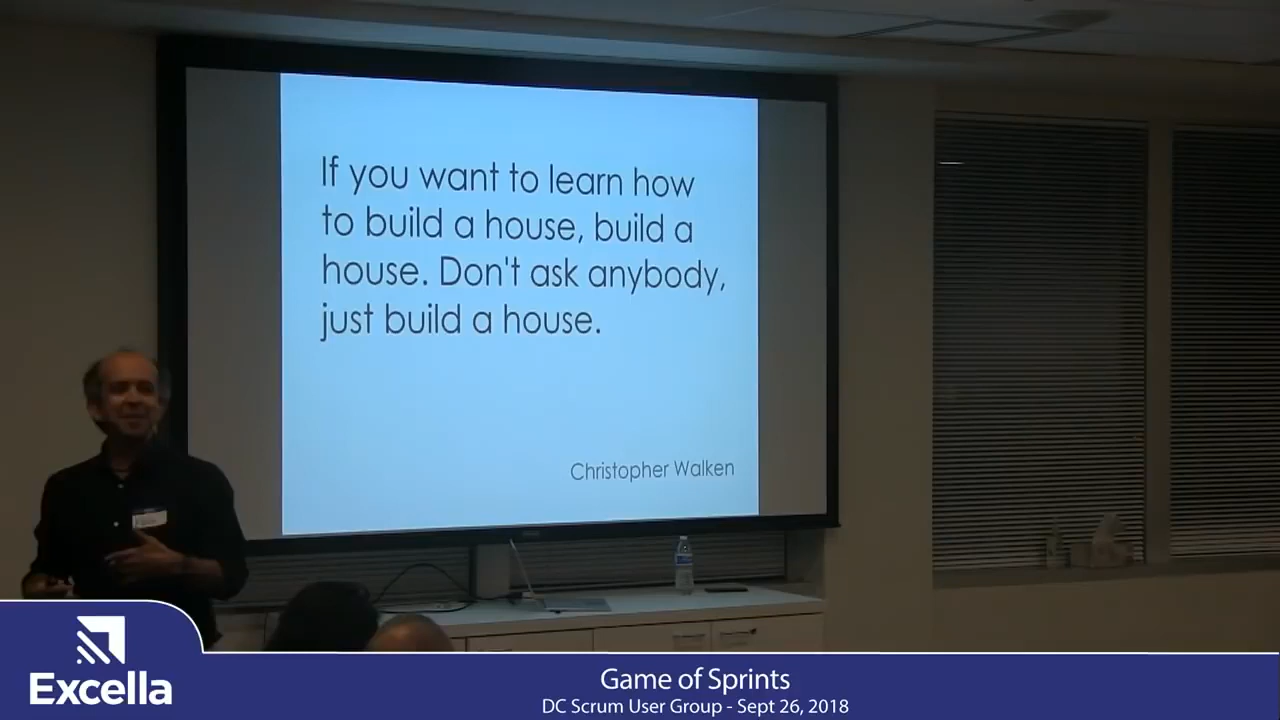 If you want to learn how
to build a house, build a
house. Don't ask anybody,
just build a house.
Christopher Walken
Excella
Game of Sprints
DC Scrum User Group - Sept 26, 2018